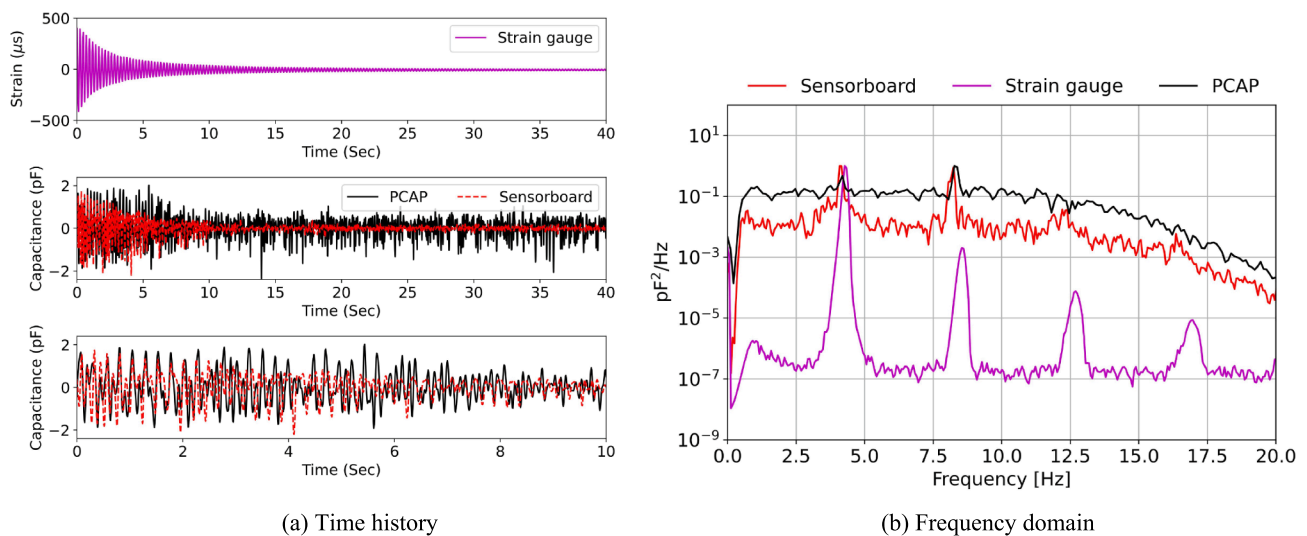 500
0
−500
Strain (μs)
Strain gauge
0 5 10 15 20 25 30 35 40
Time (Sec)
2
0
−2
Capacitance (pF)
PCAP Sensorboard
0 5 10 15 20 25 30 35 40
Time (Sec)
2
0
−2
Capacitance (pF)
0 2 4 6 8 10
Time (Sec)
(a) Time history
Sensorboard Strain gauge PCAP
10¹
10⁻¹
10⁻³
10⁻⁵
10⁻⁷
10⁻⁹
pF²/Hz
0.0 2.5 5.0 7.5 10.0 12.5 15.0 17.5 20.0
Frequency [Hz]
(b) Frequency domain